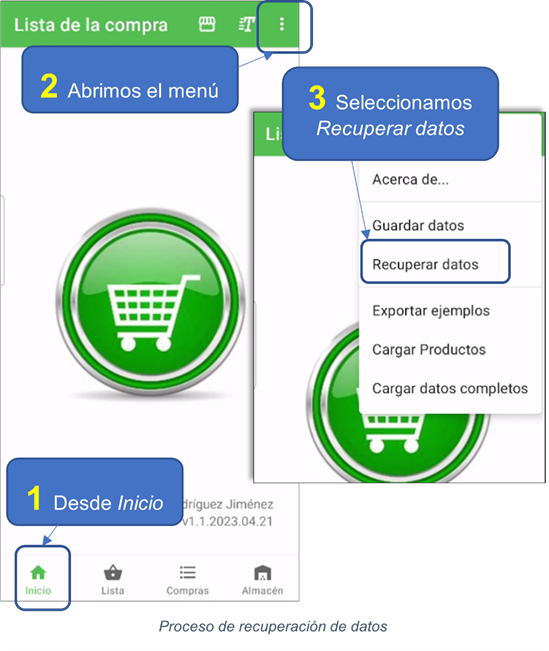 Lista de la compra
2 Abrimos el menú
3 Seleccionamos
Recuperar datos
Li
Acerca de...
Guardar datos
Recuperar datos
Exportar ejemplos
Cargar Productos
Cargar datos completos
1 Desde Inicio
Jiménez
v1.1.2023.04.21
Inicio
Lista
Compras
Almacén
Proceso de recuperación de datos